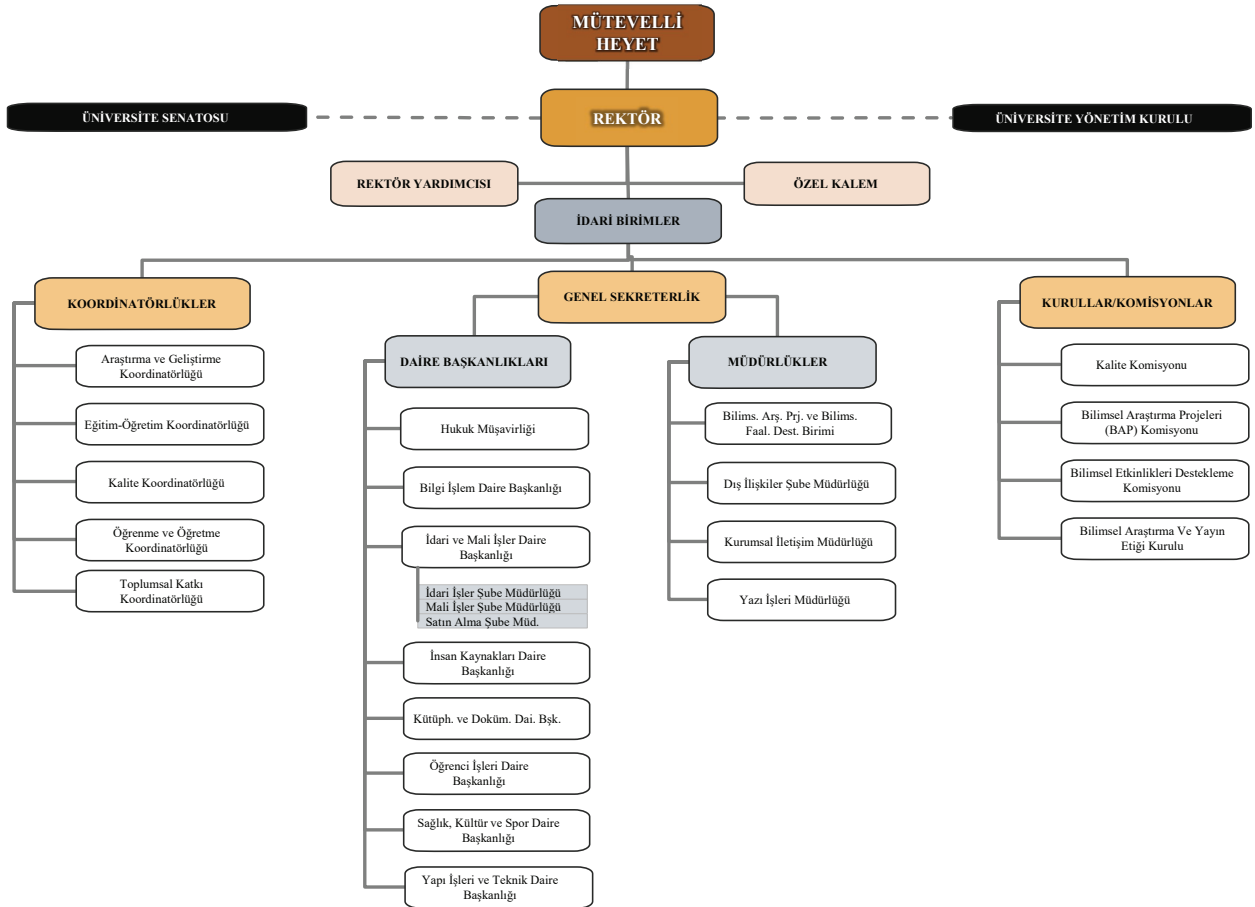 MÜTEVELLİ
HEYET
ÜNİVERSİTE SENATOSU
REKTÖR
ÜNİVERSİTE YÖNETİM KURULU
REKTÖR YARDIMCISI
ÖZEL KALEM
İDARİ BİRİMLER
KOORDİNATÖRLÜKLER
GENEL SEKRETERLİK
KURULLAR/KOMİSYONLAR
Araştırma ve Geliştirme
Koordinatörlüğü
Eğitim-Öğretim Koordinatörlüğü
Kalite Koordinatörlüğü
Öğrenme ve Öğretme
Koordinatörlüğü
Toplumsal Katkı
Koordinatörlüğü
DAİRE BAŞKANLIKLARI
Hukuk Müşavirliği
Bilgi İşlem Daire Başkanlığı
İdari ve Mali İşler Daire
Başkanlığı
İdari İşler Şube Müdürlüğü
Mali İşler Şube Müdürlüğü
Satın Alma Şube Müd.
İnsan Kaynakları Daire
Başkanlığı
Kütüph. ve Doküm. Dai. Bşk.
Öğrenci İşleri Daire
Başkanlığı
Sağlık, Kültür ve Spor Daire
Başkanlığı
Yapı İşleri ve Teknik Daire
Başkanlığı
MÜDÜRLÜKLER
Bilims. Arş. Prj. ve Bilims.
Faal. Dest. Birimi
Dış İlişkiler Şube Müdürlüğü
Kurumsal İletişim Müdürlüğü
Yazı İşleri Müdürlüğü
Kalite Komisyonu
Bilimsel Araştırma Projeleri
(BAP) Komisyonu
Bilimsel Etkinlikleri Destekleme
Komisyonu
Bilimsel Araştırma Ve Yayın
Etiği Kurulu